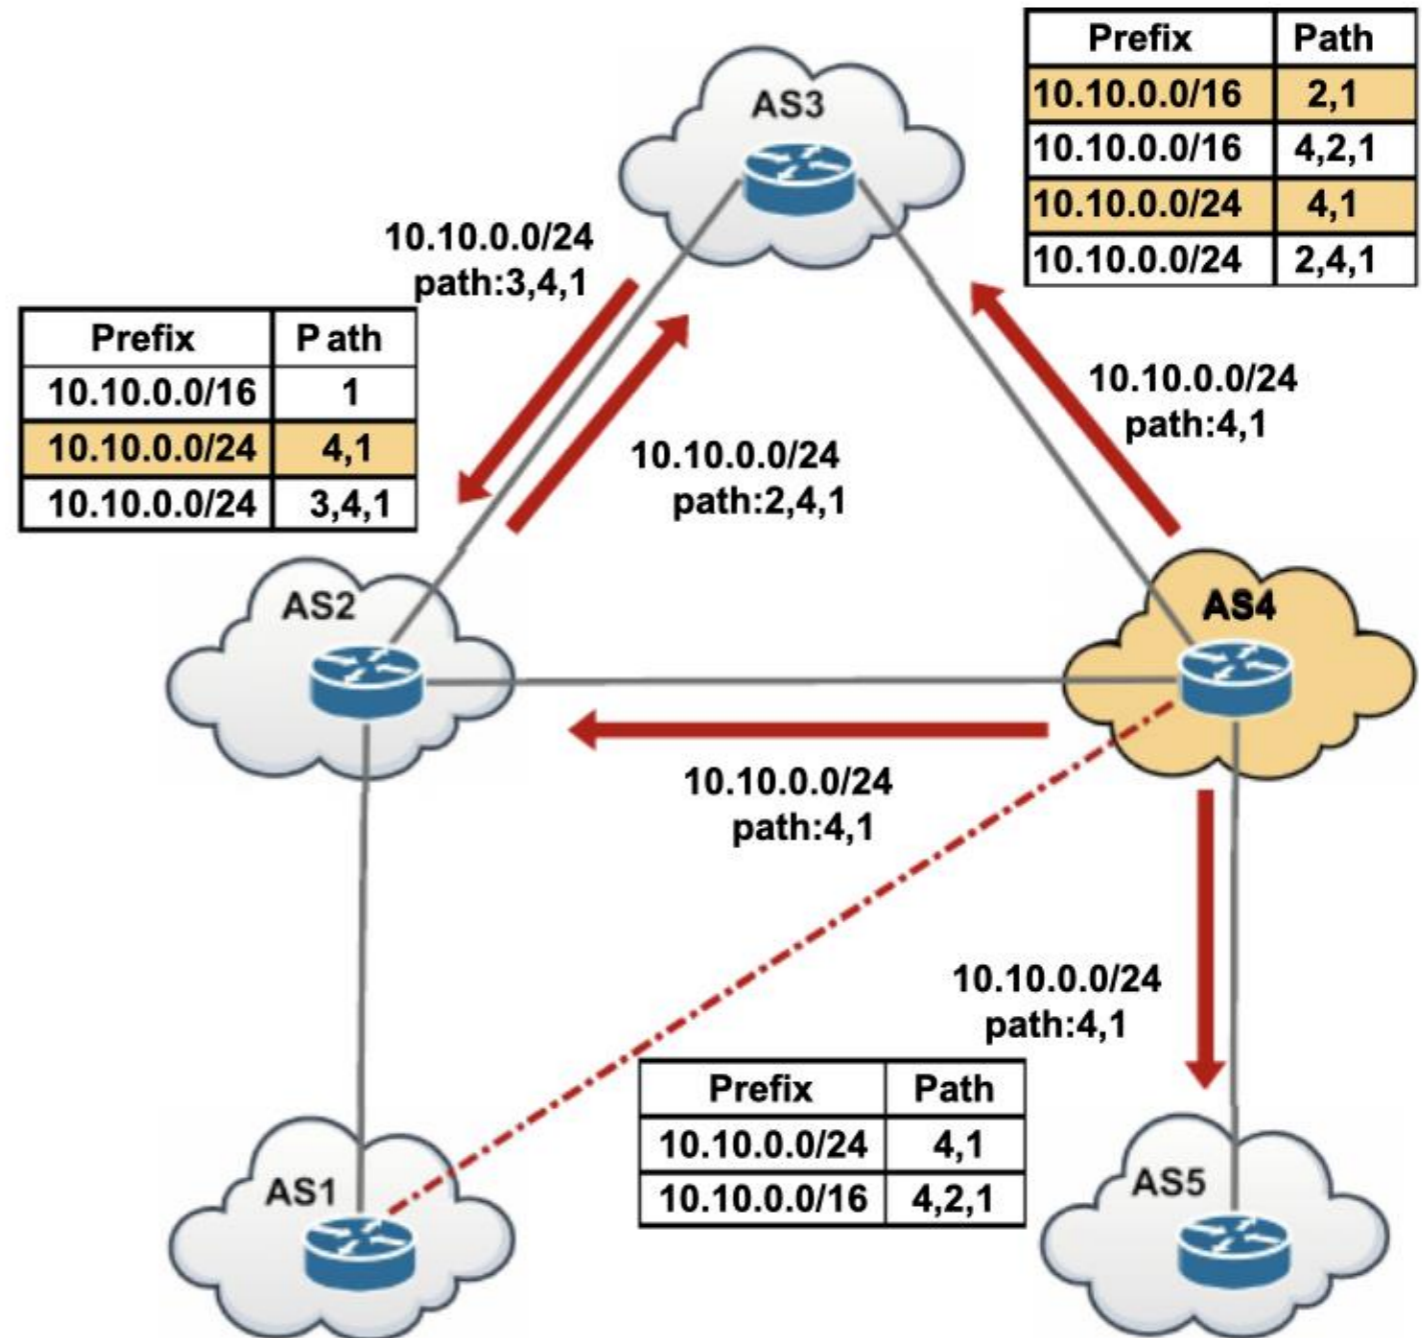 Prefix Path
10.10.0.0/16 2,1
10.10.0.0/16 4,2,1
10.10.0.0/24 4,1
10.10.0.0/24 2,4,1
AS3
10.10.0.0/24
path:3,4,1
Prefix Path
10.10.0.0/16 1
10.10.0.0/24 4,1
10.10.0.0/24 3,4,1
10.10.0.0/24
path:2,4,1
10.10.0.0/24
path:4,1
AS2
AS4
10.10.0.0/24
path:4,1
10.10.0.0/24
path:4,1
Prefix Path
10.10.0.0/24 4,1
10.10.0.0/16 4,2,1
AS1
AS5